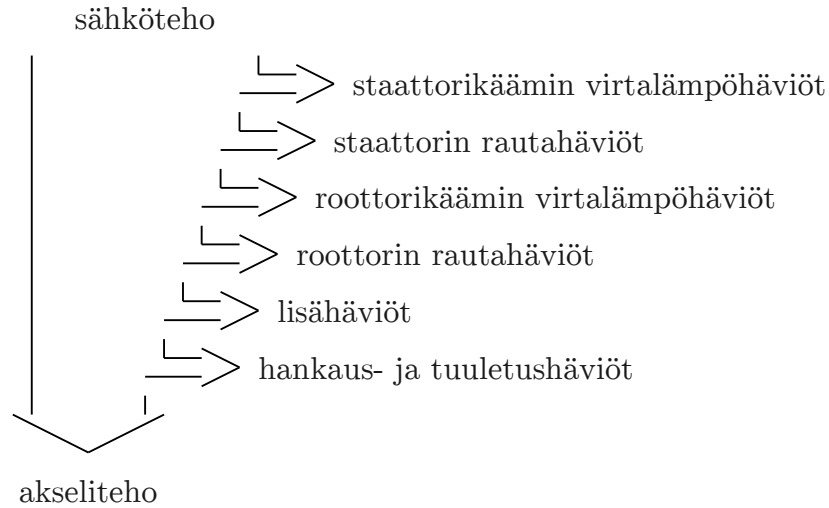 sähköteho
staattorikäämin virtalämpöhäviöt
staattorin rautahäviöt
roottorikäämin virtalämpöhäviöt
roottorin rautahäviöt
lisähäviöt
hankaus- ja tuuletushäviöt
akseliteho